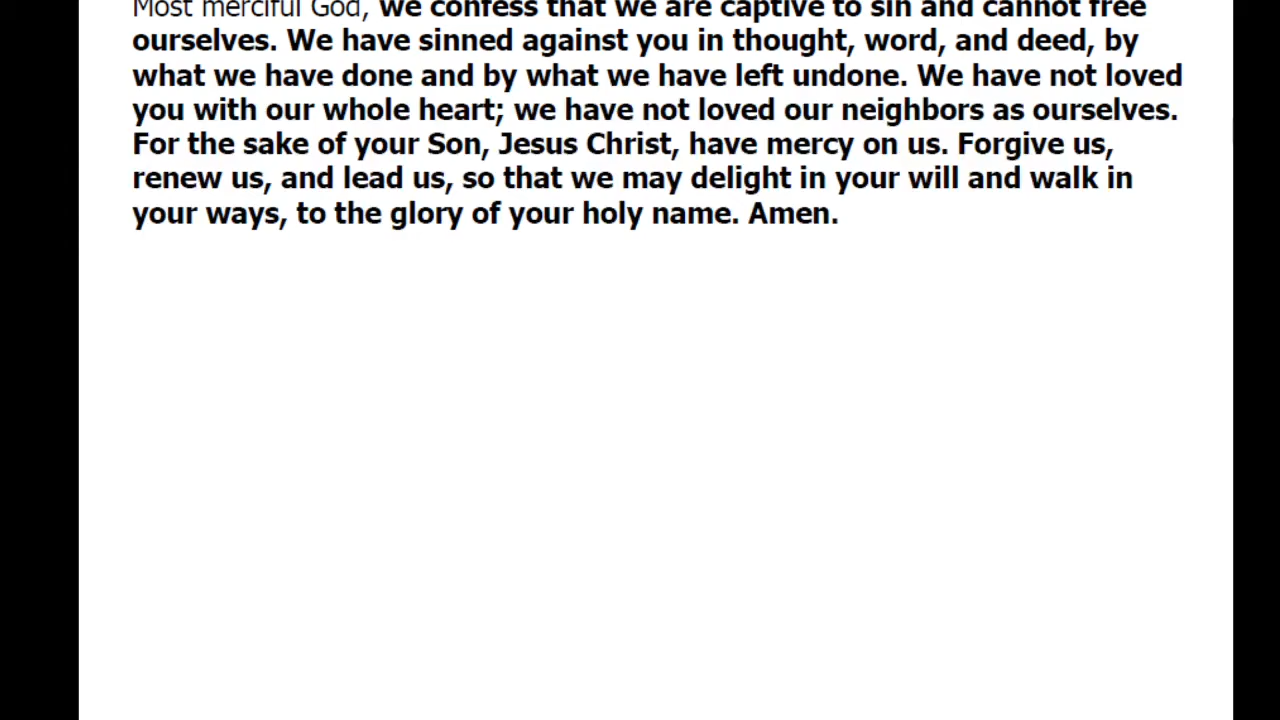 Most merciful God, we confess that we are captive to sin and cannot free
ourselves. We have sinned against you in thought, word, and deed, by
what we have done and by what we have left undone. We have not loved
you with our whole heart; we have not loved our neighbors as ourselves.
For the sake of your Son, Jesus Christ, have mercy on us. Forgive us,
renew us, and lead us, so that we may delight in your will and walk in
your ways, to the glory of your holy name. Amen.